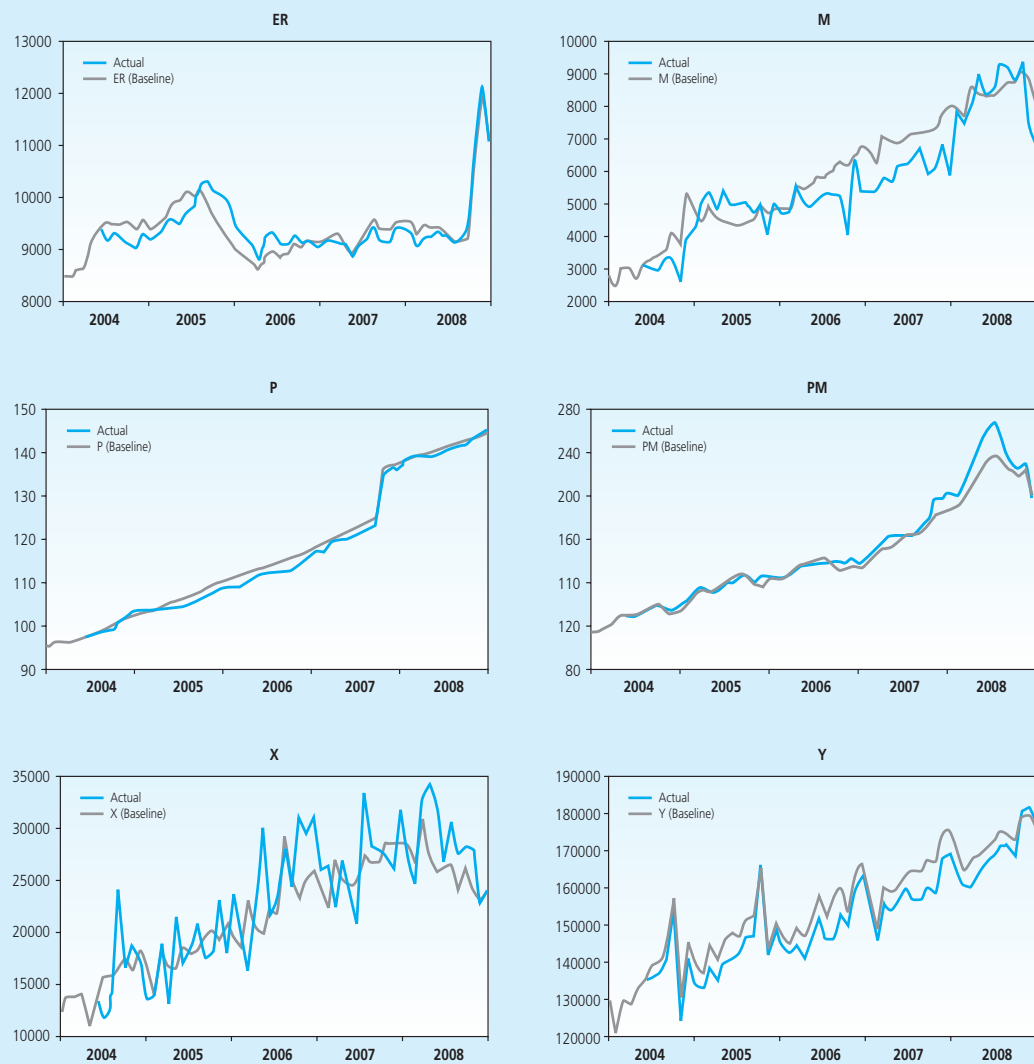 ER
13000
12000
11000
10000
9000
8000
Actual
ER (Baseline)
2004 2005 2006 2007 2008
M
10000
9000
8000
7000
6000
5000
4000
3000
2000
Actual
M (Baseline)
2004 2005 2006 2007 2008
P
150
140
130
120
110
100
90
Actual
P (Baseline)
2004 2005 2006 2007 2008
PM
280
240
200
160
110
120
80
Actual
PM (Baseline)
2004 2005 2006 2007 2008
X
35000
30000
25000
20000
15000
10000
Actual
X (Baseline)
2004 2005 2006 2007 2008
Y
190000
180000
170000
160000
150000
140000
130000
120000
Actual
Y (Baseline)
2004 2005 2006 2007 2008